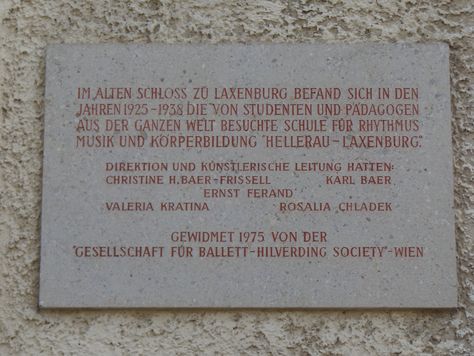 IM ALTEN SCHLOSS ZU LAXENBURG BEFAND SICH IN DEN
JAHREN 1925-1938 DIE VON STUDENTEN UND PÄDAGOGEN
AUS DER GANZEN WELT BESUCHTE SCHULE FÜR RHYTHMUS
MUSIK UND KÖRPERBILDUNG "HELLERAU-LAXENBURG."
DIREKTION UND KÜNSTLERISCHE LEITUNG HATTEN:
CHRISTINE H. BAER-FRISSELL KARL BAER
ERNST FERAND
VALERIA KRATINA ROSALIA CHLADEK
GEWIDMET 1975 VON DER
"GESELLSCHAFT FÜR BALLETT-HILVERDING SOCIETY"-WIEN